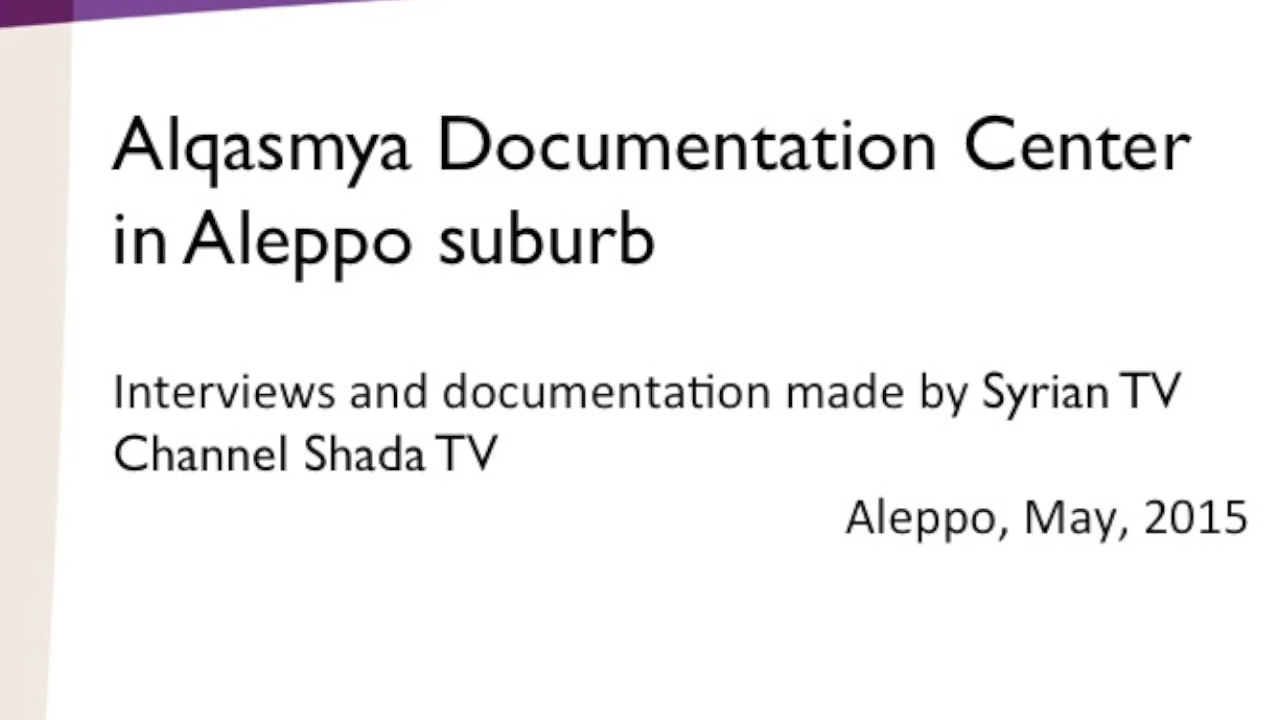 Alqasmya Documentation Center
in Aleppo suburb
Interviews and documentation made by Syrian TV
Channel Shada TV
Aleppo, May, 2015